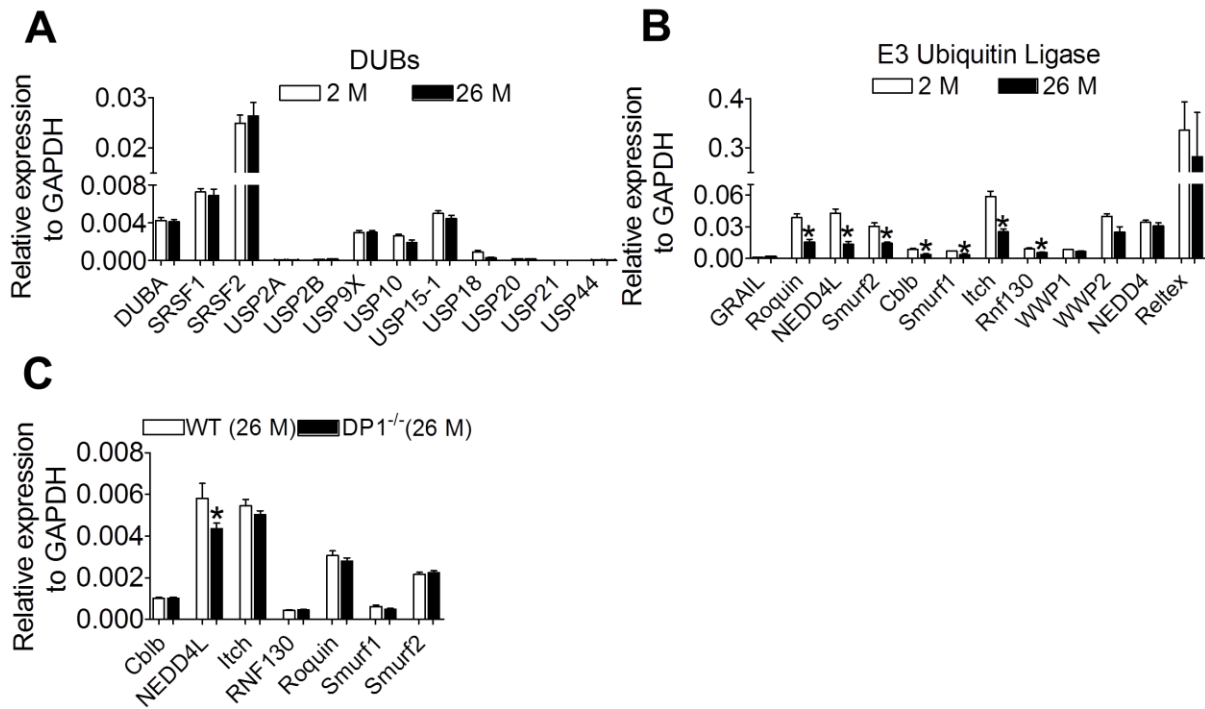 A
DUBs
2 M 26 M
Relative expression
to GAPDH
0.03
0.02
0.008
0.004
0.000
DUBA
SRSF1
SRSF2
USP2A
USP2B
USP9X
USP10
USP15-1
USP18
USP20
USP21
USP44
B
E3 Ubiquitin Ligase
2 M 26 M
Relative expression
to GAPDH
0.4
0.3
0.06
0.03
0.00
* * * * * * *
GRAIL
Roquin
NEDD4L
Smurf2
Cblb
Smurf1
Itch
Rnf130
WWP1
WWP2
NEDD4
Reltex
C
WT (26 M) DP1-/-(26 M)
Relative expression
to GAPDH
0.008
0.006
0.004
0.002
0.000
*
Cblb
NEDD4L
Itch
RNF130
Roquin
Smurf1
Smurf2